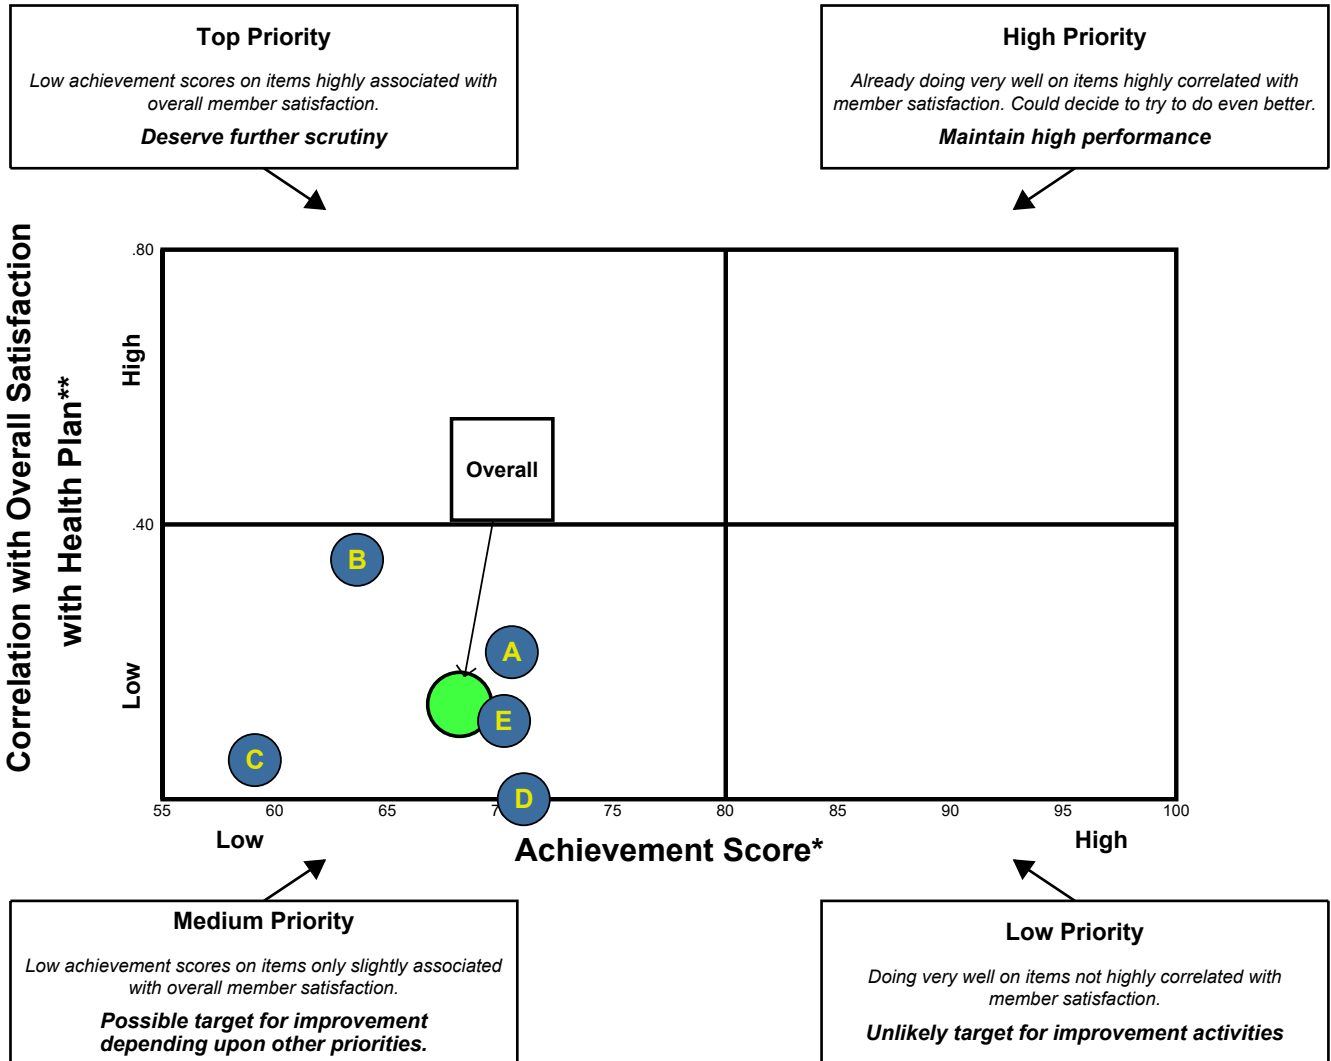 Top Priority
Low achievement scores on items highly associated with
overall member satisfaction.
Deserve further scrutiny
High Priority
Already doing very well on items highly correlated with
member satisfaction. Could decide to try to do even better.
Maintain high performance
Correlation with Overall Satisfaction
with Health Plan**
.80
High
.40
Low
Overall
B
A
E
C
D
55
60
65
75
80
85
90
95
100
Low
Achievement Score*
High
Medium Priority
Low achievement scores on items only slightly associated
with overall member satisfaction.
Possible target for improvement
depending upon other priorities.
Low Priority
Doing very well on items not highly correlated with
member satisfaction.
Unlikely target for improvement activities